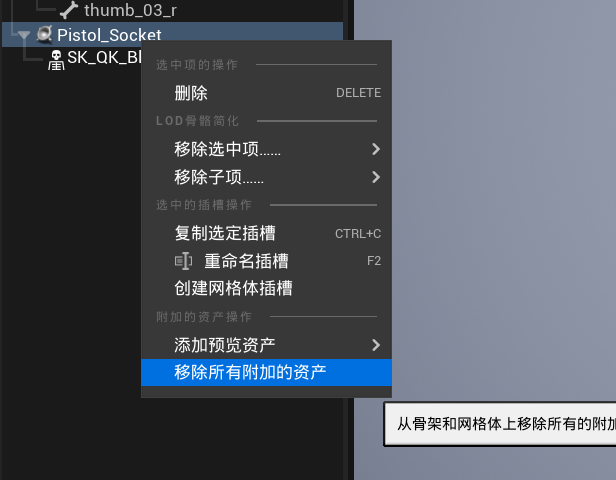 thumb_03_r
Pistol_Socket
SK_QK_Bl
选中项的操作
删除 DELETE
LOD骨骼简化
移除选中项……
移除子项……
选中的插槽操作
复制选定插槽 CTRL+C
重命名插槽 F2
创建网格体插槽
附加的资产操作
添加预览资产
移除所有附加的资产
从骨架和网格体上移除所有的附加